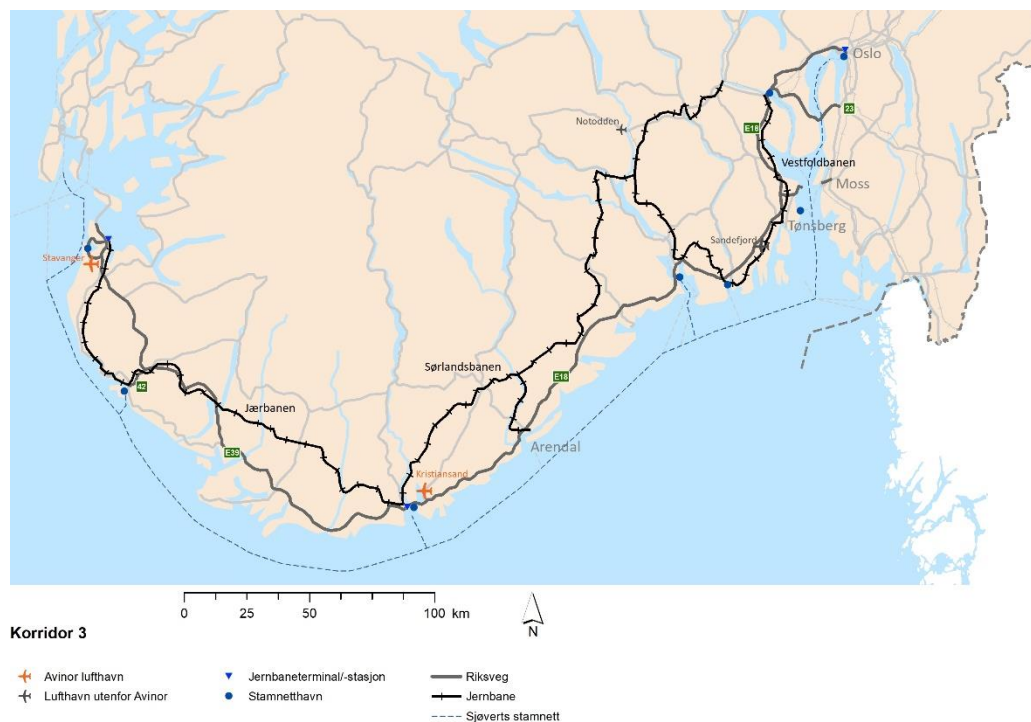 Oslo
Notodden
23
E18
Vestfoldbanen
Moss
Tønsberg
Sandefjord
Stavanger
Sørlandsbanen
E18
42
Jærbanen
Arendal
E39
Kristiansand
0 25 50 100 km
N
Korridor 3
Avinor lufthavn
Lufthavn utenfor Avinor
Jernbaneterminal/-stasjon
Stamnetthavn
Riksveg
Jernbane
Sjøverts stamnett